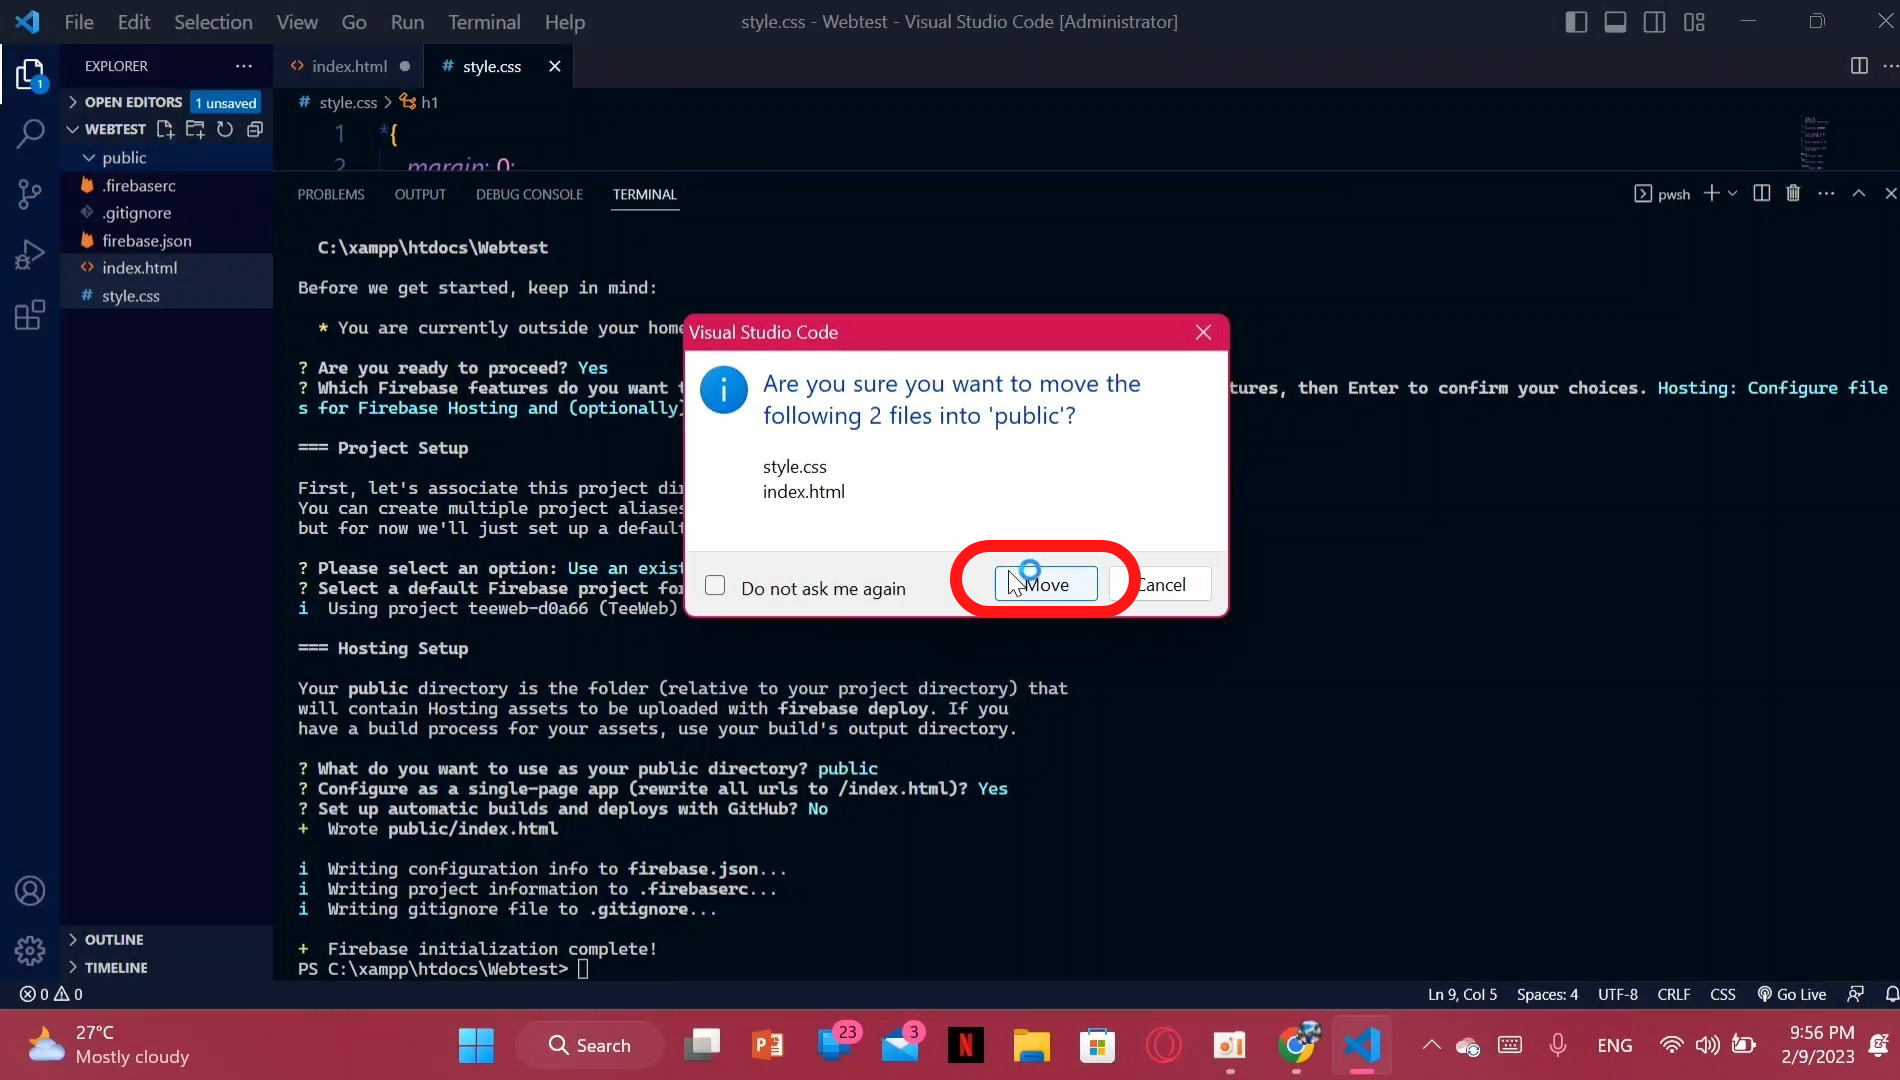 File Edit Selection View Go Run Terminal Help
style.css - Webtest - Visual Studio Code [Administrator]
EXPLORER
OPEN EDITORS 1 unsaved
WEBTEST
public
.firebaserc
.gitignore
firebase.json
index.html
# style.css
OUTLINE
TIMELINE
1
index.html
# style.css
# style.css > h1
1 *{
2 margin: 0;
PROBLEMS OUTPUT DEBUG CONSOLE TERMINAL
pwsh
C:\xampp\htdocs\Webtest
Before we get started, keep in mind:
* You are currently outside your home
? Are you ready to proceed? Yes
? Which Firebase features do you want t
tures, then Enter to confirm your choices. Hosting: Configure file
s for Firebase Hosting and (optionally)
=== Project Setup
First, let's associate this project dir
You can create multiple project aliases
but for now we'll just set up a default
? Please select an option: Use an exist
? Select a default Firebase project for
i Using project teeweb-d0a66 (TeeWeb)
=== Hosting Setup
Your public directory is the folder (relative to your project directory) that
will contain Hosting assets to be uploaded with firebase deploy. If you
have a build process for your assets, use your build's output directory.
? What do you want to use as your public directory? public
? Configure as a single-page app (rewrite all urls to /index.html)? Yes
? Set up automatic builds and deploys with GitHub? No
+ Wrote public/index.html
i Writing configuration info to firebase.json...
i Writing project information to .firebaserc...
i Writing gitignore file to .gitignore...
+ Firebase initialization complete!
PS C:\xampp\htdocs\Webtest>
Visual Studio Code
Are you sure you want to move the
following 2 files into 'public'?
style.css
index.html
Do not ask me again
Move
Cancel
0 0
Ln 9, Col 5 Spaces: 4 UTF-8 CRLF CSS Go Live
27°C
Mostly cloudy
Search
23
3
N
ENG
9:56 PM
2/9/2023